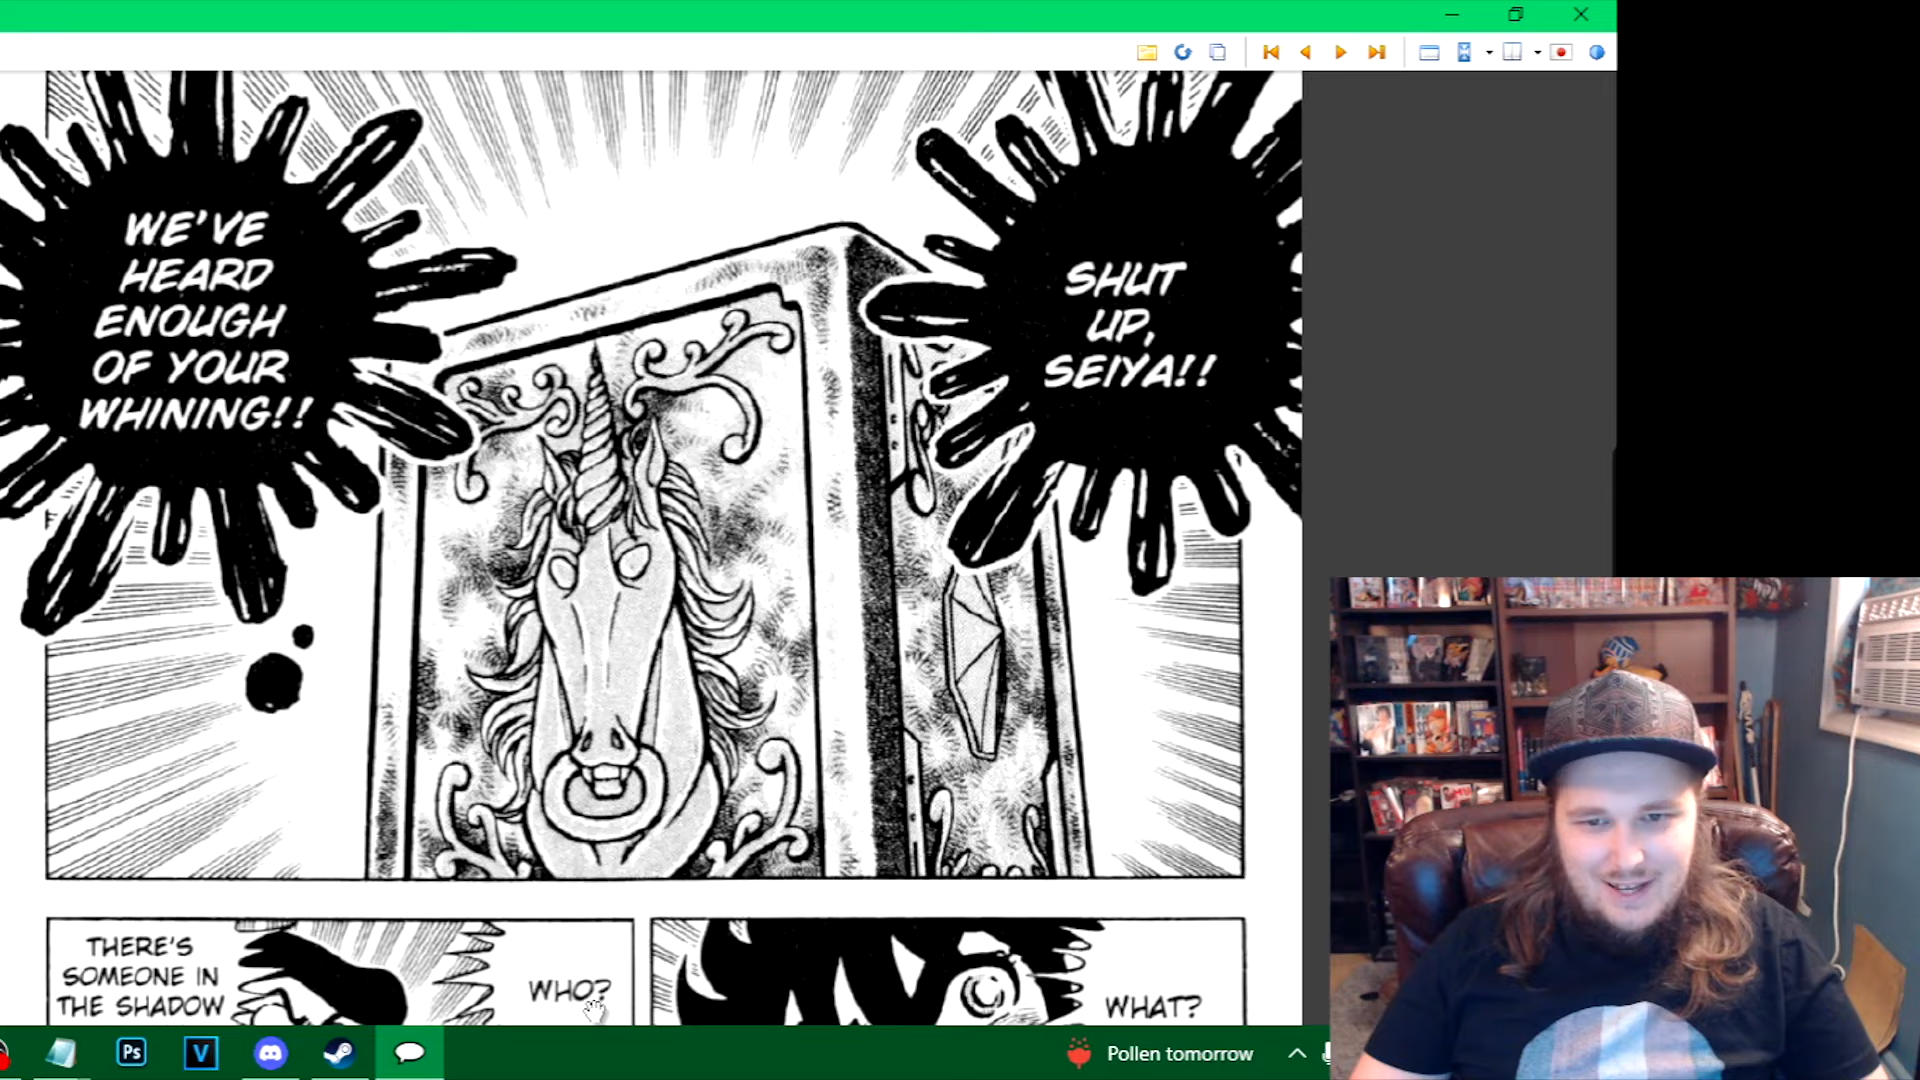 SHUT
UP,
SEIYA!!
WE'VE
HEARD
ENOUGH
OF YOUR
WHINING!!
WHAT?
WHO?
THERE'S
SOMEONE IN
THE SHADOW
Ps
V
Pollen tomorrow